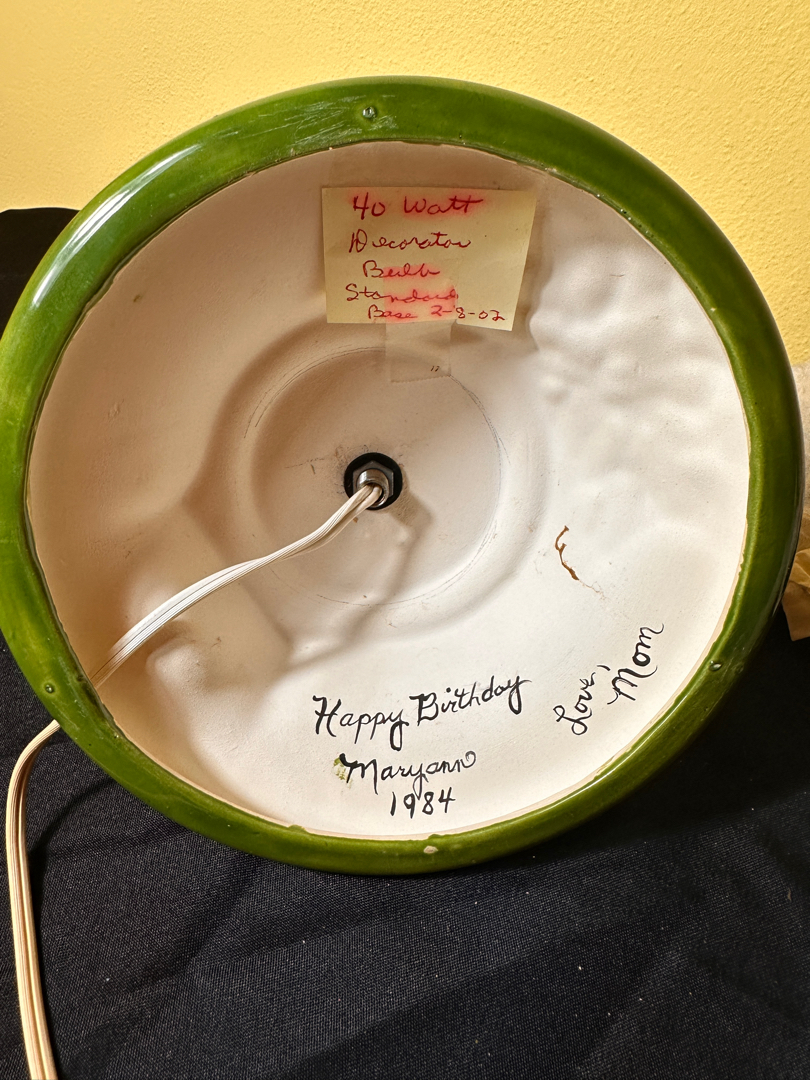 40 Watt
Decorator
Bulb
Standard
Base 2-8-02
Happy Birthday
Maryann
1984
Love,
Mom